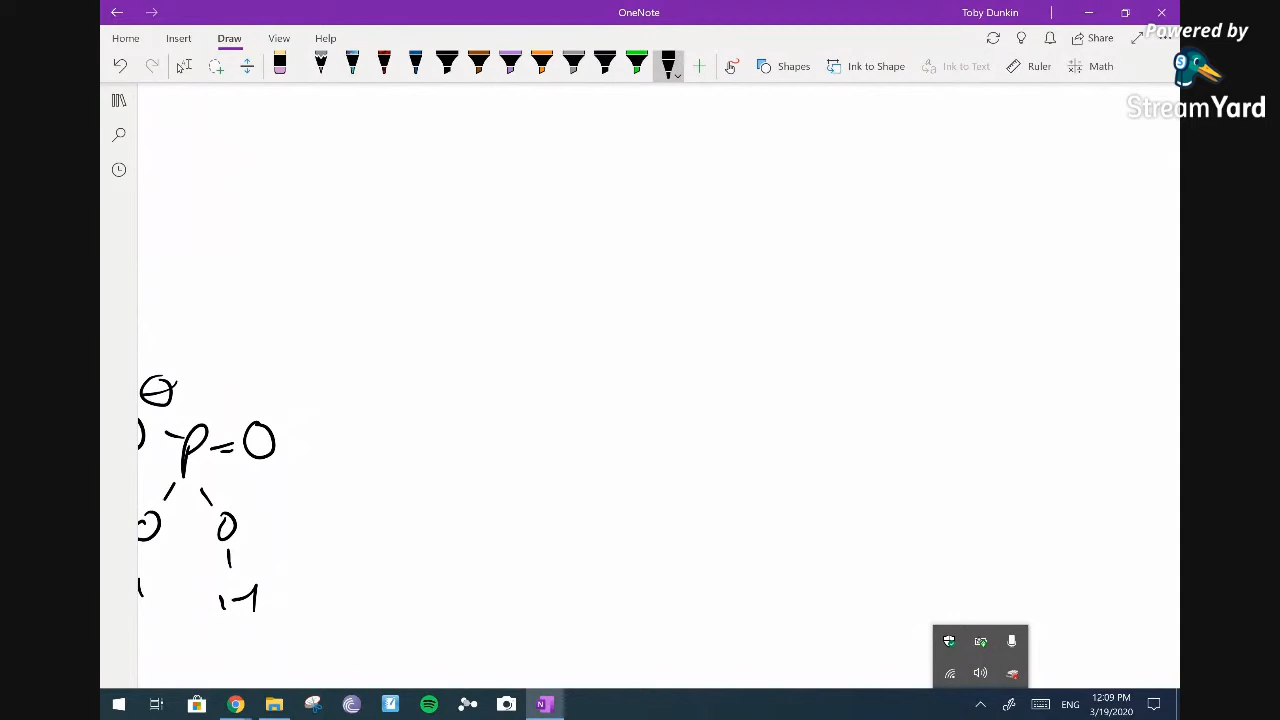 OneNote
Toby Dunkin
Powered by
StreamYard
Home Insert Draw View Help
Share
Shapes Ink to Shape Ink to Text Ruler Math
P=O
O O
H
ENG
12:09 PM
3/19/2020